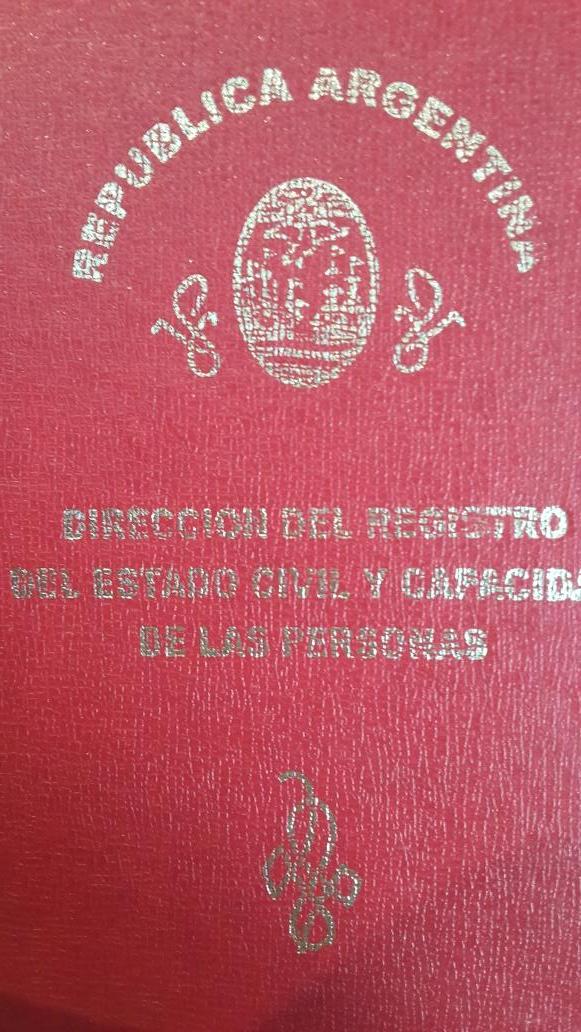 REPUBLICA ARGENTINA
DIRECCION DEL REGISTRO
DEL ESTADO CIVIL Y CAPACIDA
DE LAS PERSONAS